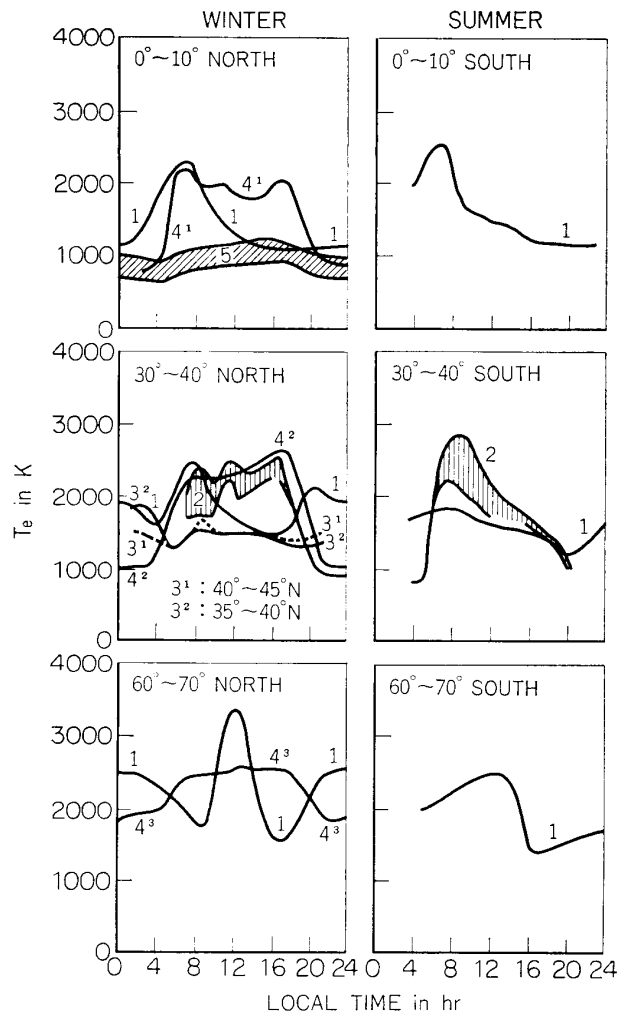 WINTER SUMMER
4000
0°~10° NORTH 0°~10° SOUTH
3000
2000
1 4¹ 1 4¹ 1
1000
5
0
1
4000
30°~40° NORTH 30°~40° SOUTH
3000
4²
2000
3² 1 2 1
3¹ 3¹
3²
1000
4²
3¹ : 40°~45°N
3² : 35°~40°N
0
2
1
Te in K
4000
60°~70° NORTH 60°~70° SOUTH
3000
1 4³ 1
2000
4³ 1 4³
1000
0
1
0 4 8 12 16 20 24 0 4 8 12 16 20 24
LOCAL TIME in hr